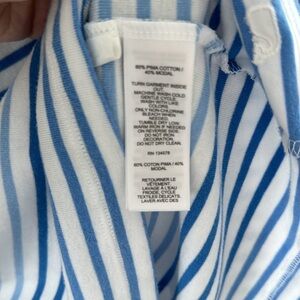 60% PIMA COTTON /
40% MODAL
TURN GARMENT INSIDE
OUT.
MACHINE WASH COLD
GENTLE CYCLE.
WASH WITH LIKE
COLORS.
ONLY NON-CHLORINE
BLEACH WHEN
NEEDED.
TUMBLE DRY LOW.
WARM IRON IF NEEDED
ON REVERSE SIDE.
DO NOT IRON
DECORATION.
DO NOT DRY CLEAN.
RN 134679
60% COTON PIMA / 40%
MODAL
RETOURNER LE
VÊTEMENT.
LAVAGE À L'EAU
FROIDE, CYCLE
TEXTILES DÉLICATS.
LAVER AVEC DES